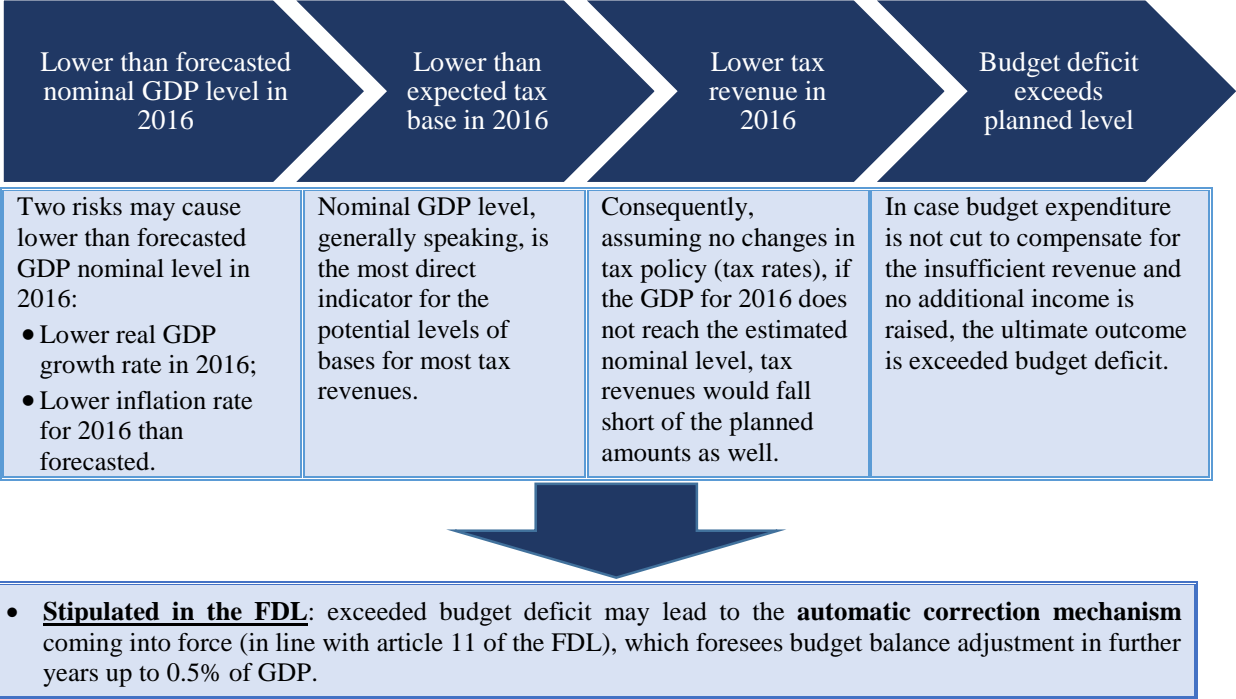 Lower than forecasted
nominal GDP level in
2016
Lower than
expected tax
base in 2016
Lower tax
revenue in
2016
Budget deficit
exceeds
planned level
Two risks may cause
lower than forecasted
GDP nominal level in
2016:
• Lower real GDP
growth rate in 2016;
• Lower inflation rate
for 2016 than
forecasted.
Nominal GDP level,
generally speaking, is
the most direct
indicator for the
potential levels of
bases for most tax
revenues.
Consequently,
assuming no changes in
tax policy (tax rates), if
the GDP for 2016 does
not reach the estimated
nominal level, tax
revenues would fall
short of the planned
amounts as well.
In case budget expenditure
is not cut to compensate for
the insufficient revenue and
no additional income is
raised, the ultimate outcome
is exceeded budget deficit.
• Stipulated in the FDL: exceeded budget deficit may lead to the automatic correction mechanism
coming into force (in line with article 11 of the FDL), which foresees budget balance adjustment in further
years up to 0.5% of GDP.